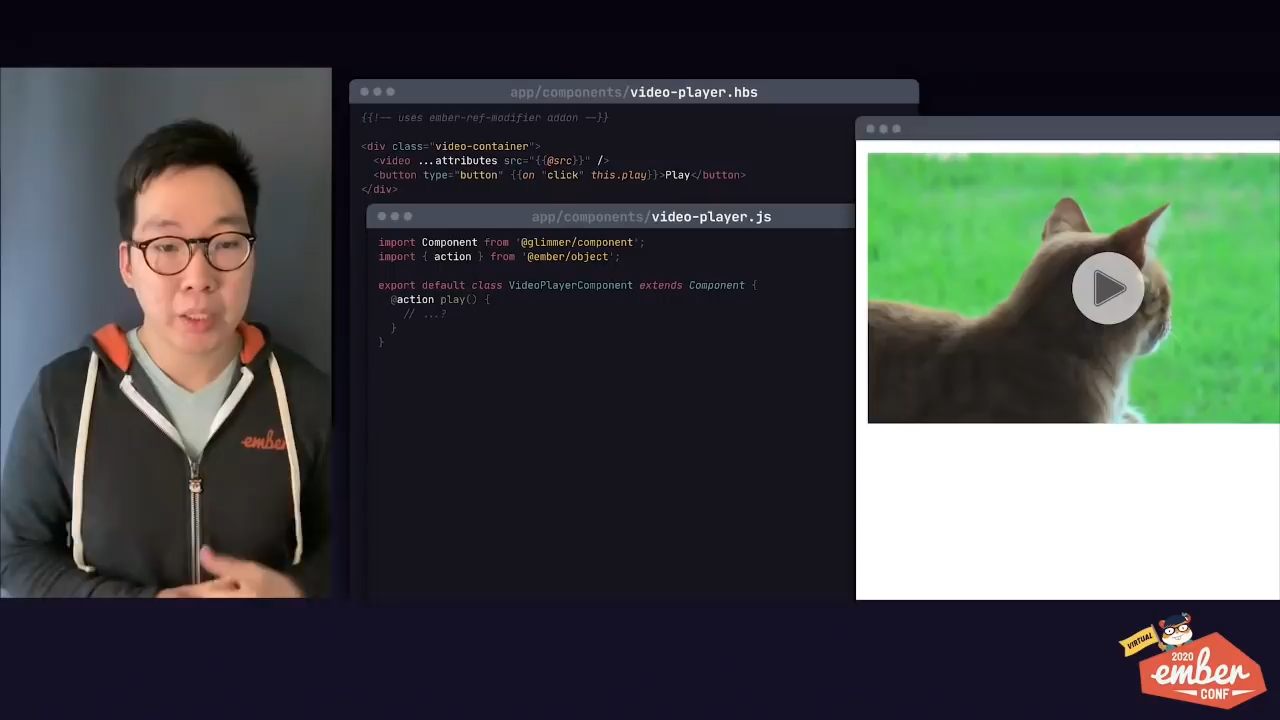 app/components/video-player.hbs
{{!-- uses ember-ref-modifier addon --}}
<div class="video-container">
  <video ...attributes src="{{@src}}" />
  <button type="button" {{on "click" this.play}}>Play</button>
</div>
app/components/video-player.js
import Component from '@glimmer/component';
import { action } from '@ember/object';
export default class VideoPlayerComponent extends Component {
  @action play() {
    // ...?
  }
}
ember
VIRTUAL
2020
ember
CONF